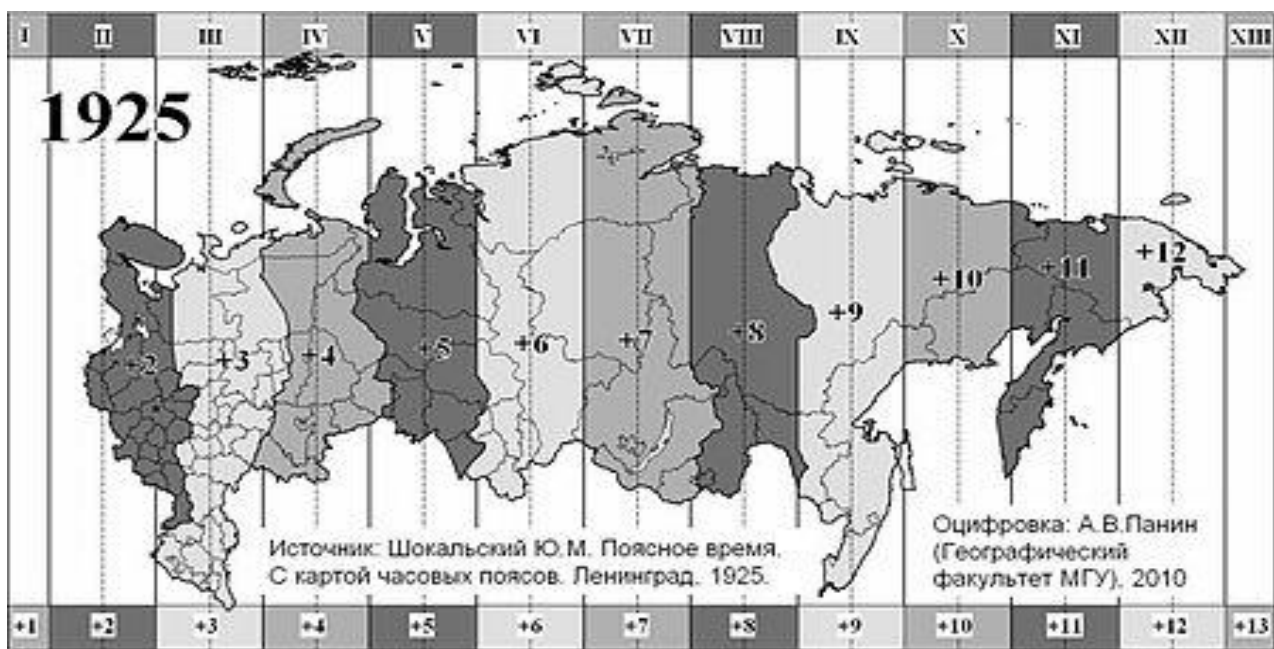 I II III IV V VI VII VIII IX X XI XII XIII
1925
+2 +3 +4 +5 +6 +7 +8 +9 +10 +11 +12
Источник: Шокальский Ю.М. Поясное время.
С картой часовых поясов. Ленинград. 1925.
Оцифровка: А.В.Панин
(Географический
факультет МГУ), 2010
+1 +2 +3 +4 +5 +6 +7 +8 +9 +10 +11 +12 +13